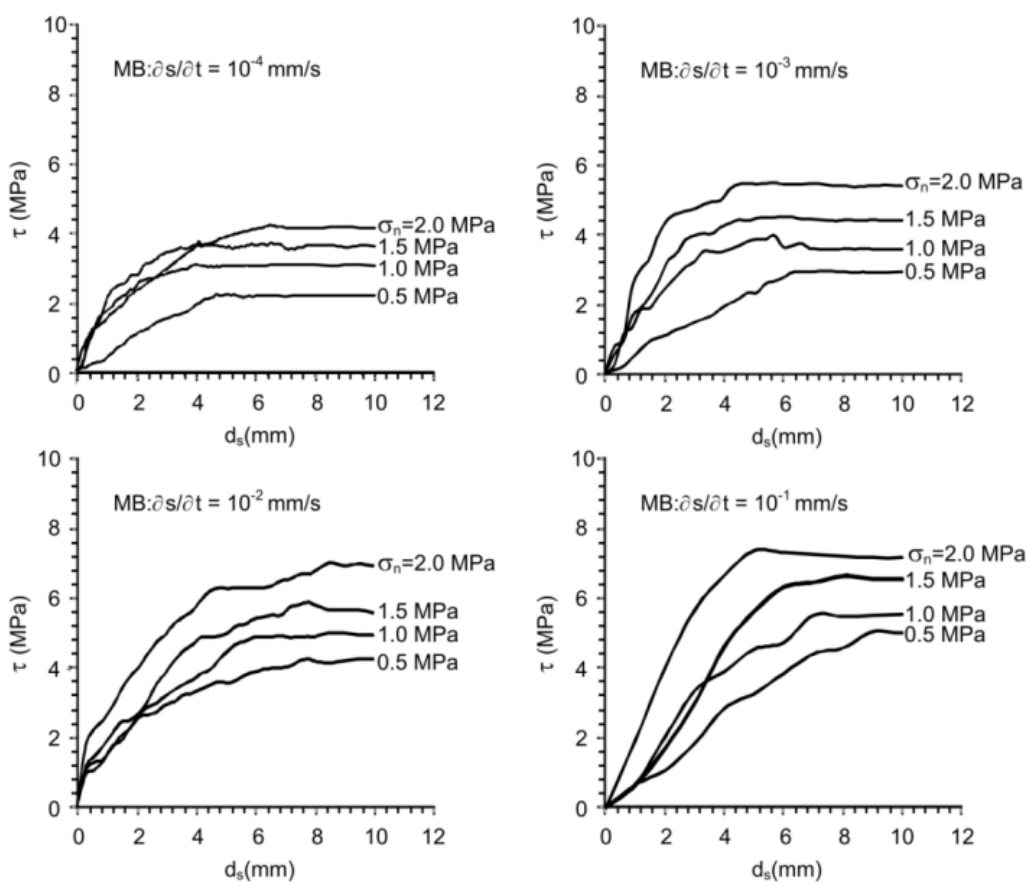 10
8
6
4
2
0
τ (MPa)
MB:∂s/∂t = 10⁻⁴ mm/s
σₙ=2.0 MPa
1.5 MPa
1.0 MPa
0.5 MPa
0 2 4 6 8 10 12
dₛ(mm)
10
8
6
4
2
0
τ (MPa)
MB:∂s/∂t = 10⁻³ mm/s
σₙ=2.0 MPa
1.5 MPa
1.0 MPa
0.5 MPa
0 2 4 6 8 10 12
dₛ(mm)
10
8
6
4
2
0
τ (MPa)
MB:∂s/∂t = 10⁻² mm/s
σₙ=2.0 MPa
1.5 MPa
1.0 MPa
0.5 MPa
0 2 4 6 8 10 12
dₛ(mm)
10
8
6
4
2
0
τ (MPa)
MB:∂s/∂t = 10⁻¹ mm/s
σₙ=2.0 MPa
1.5 MPa
1.0 MPa
0.5 MPa
0 2 4 6 8 10 12
dₛ(mm)